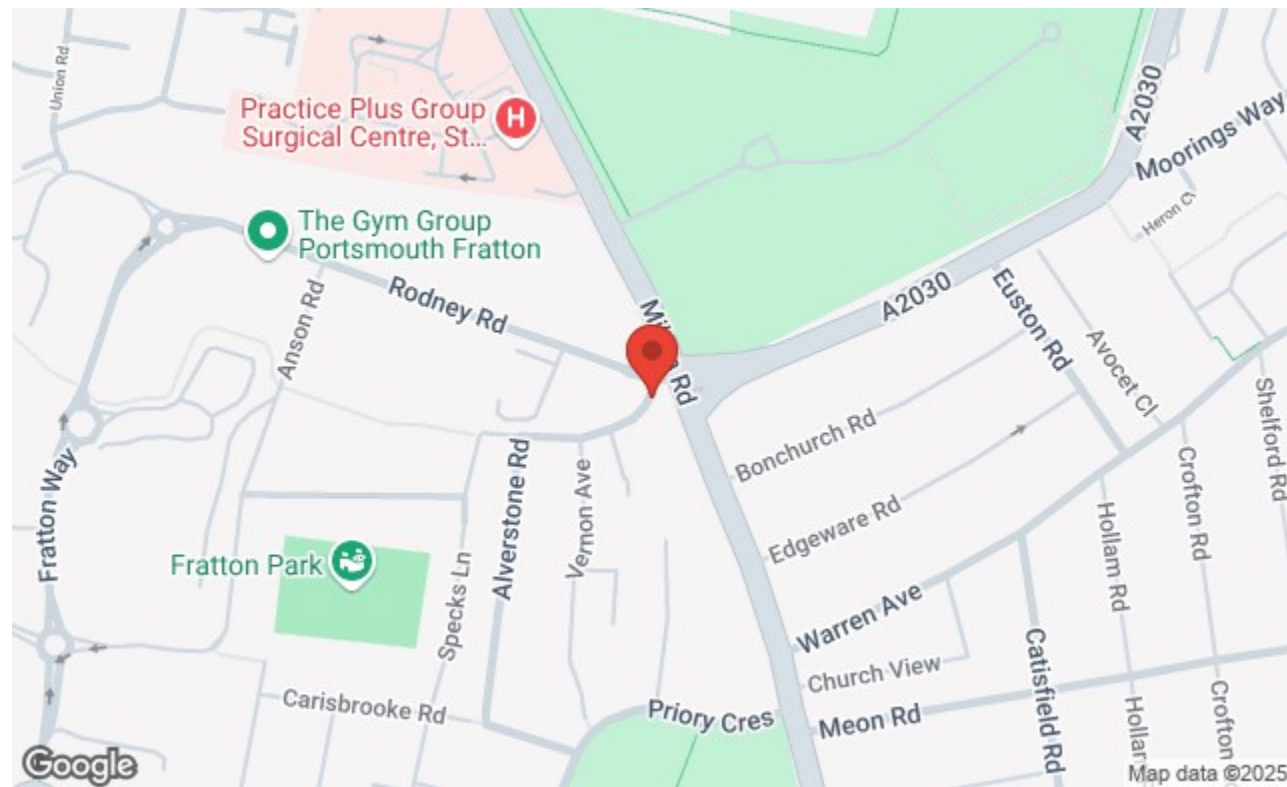 Union Rd
Practice Plus Group
Surgical Centre, St...
H
A2030
Moorings Way
Heron C
The Gym Group
Portsmouth Fratton
Rodney Rd
Anson Rd
Rd
A2030
Euston Rd
Avocet Cl
Shelford Rd
Bonchurch Rd
Edgeware Rd
Crofton Rd
Hollam Rd
Fratton Way
Fratton Park
Specks Ln
Alverstone Rd
Vernon Ave
Warren Ave
Church View
Catisfield Rd
Carisbrooke Rd
Priory Cres
Meon Rd
Hollam
Crofton
Google
Map data ©2025